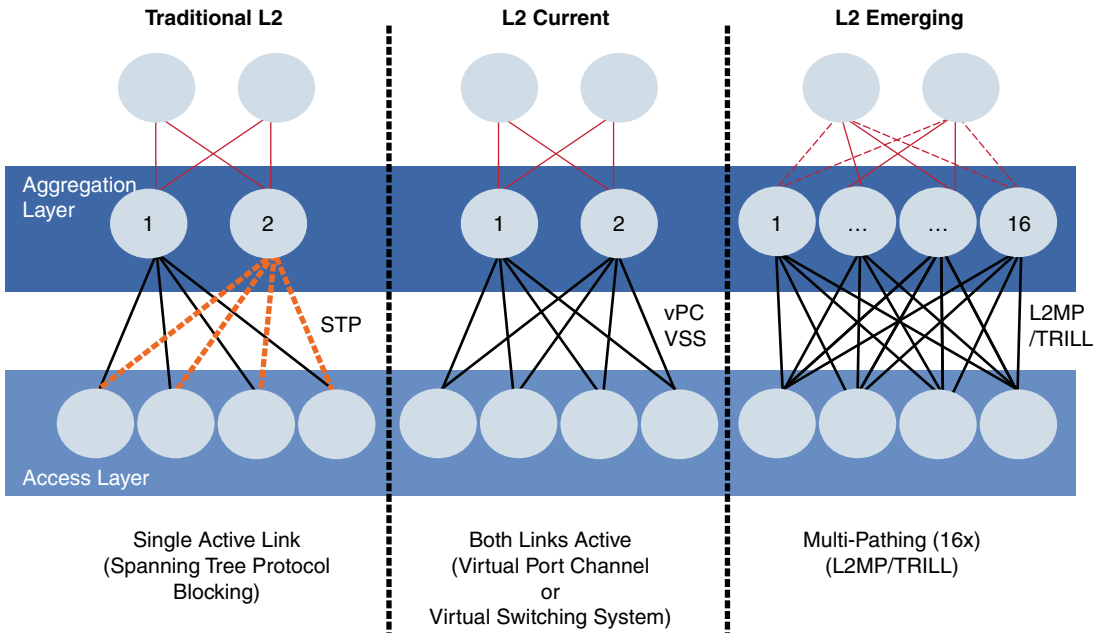 Traditional L2
L2 Current
L2 Emerging
Aggregation
Layer
1
2
1
2
1
...
...
16
STP
vPC
VSS
L2MP
/TRILL
Access Layer
Single Active Link
(Spanning Tree Protocol
Blocking)
Both Links Active
(Virtual Port Channel
or
Virtual Switching System)
Multi-Pathing (16x)
(L2MP/TRILL)